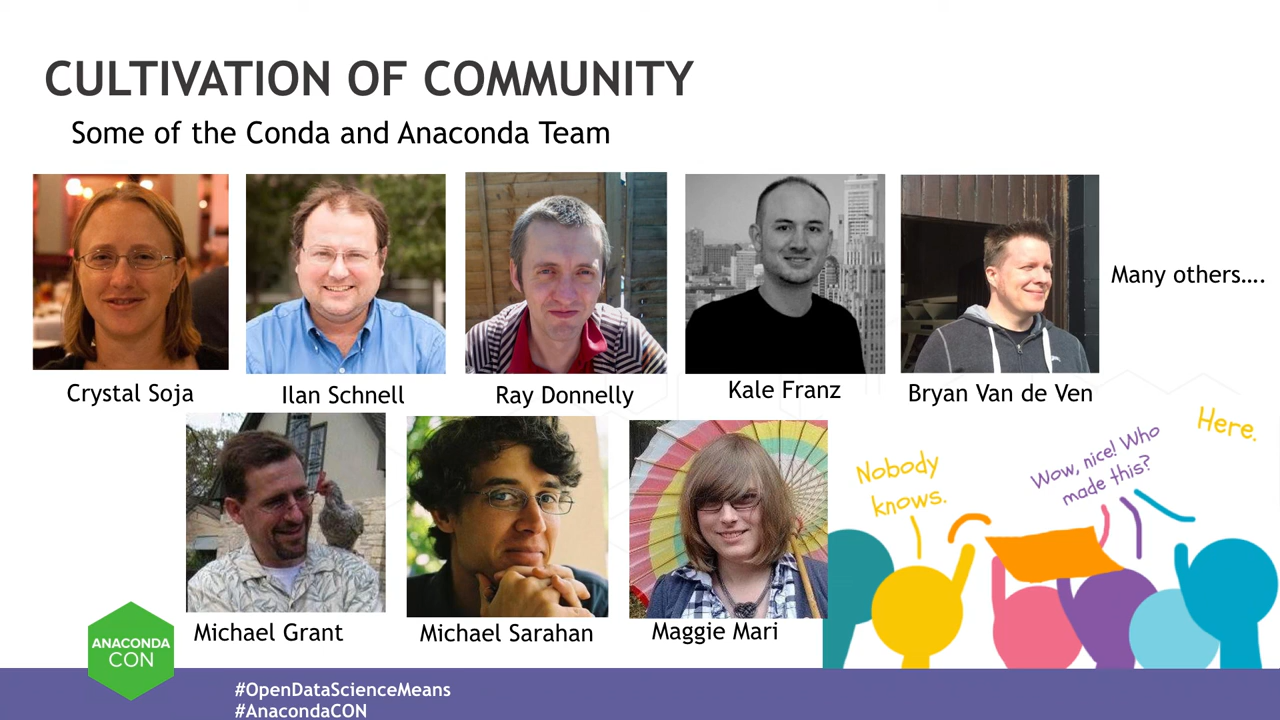 CULTIVATION OF COMMUNITY
Some of the Conda and Anaconda Team
Many others....
Crystal Soja
Ilan Schnell
Ray Donnelly
Kale Franz
Bryan Van de Ven
Here.
Nobody
knows.
Wow, nice! Who
made this?
Michael Grant
Michael Sarahan
Maggie Mari
ANACONDA
CON
#OpenDataScienceMeans
#AnacondaCON